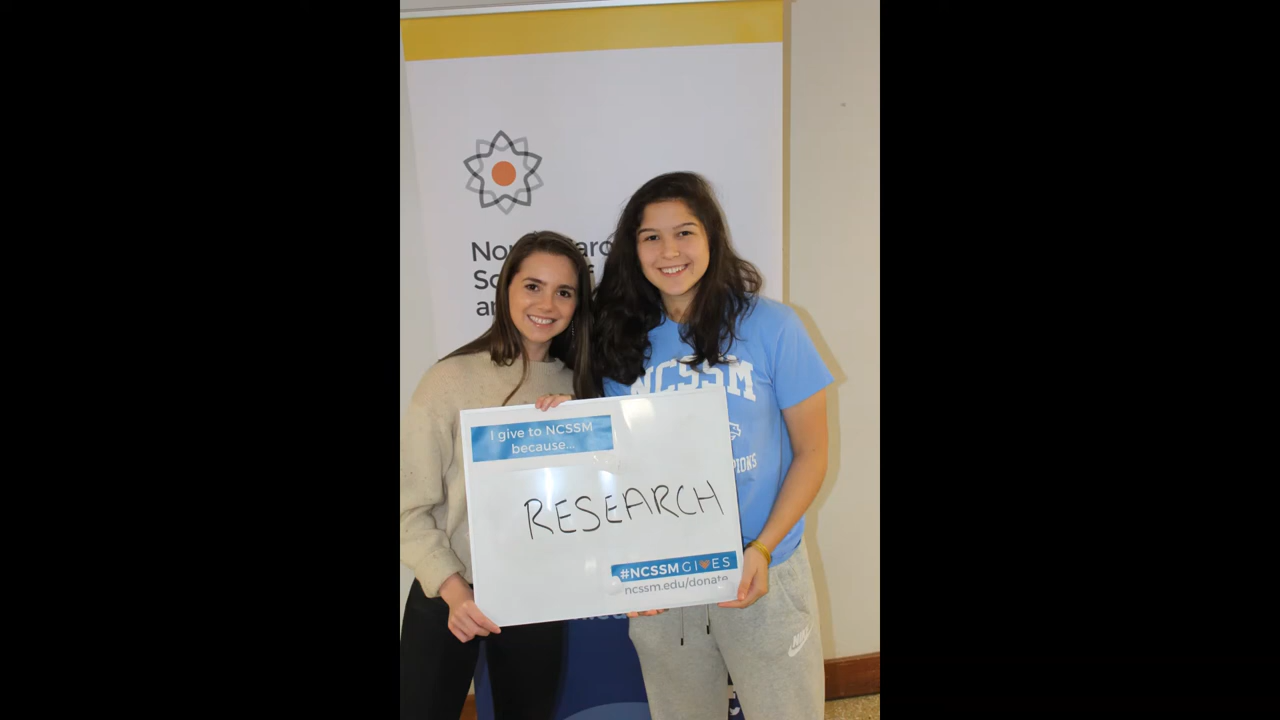 NCSSM
I give to NCSSM
because...
RESEARCH
#NCSSMGIVES
ncssm.edu/donate